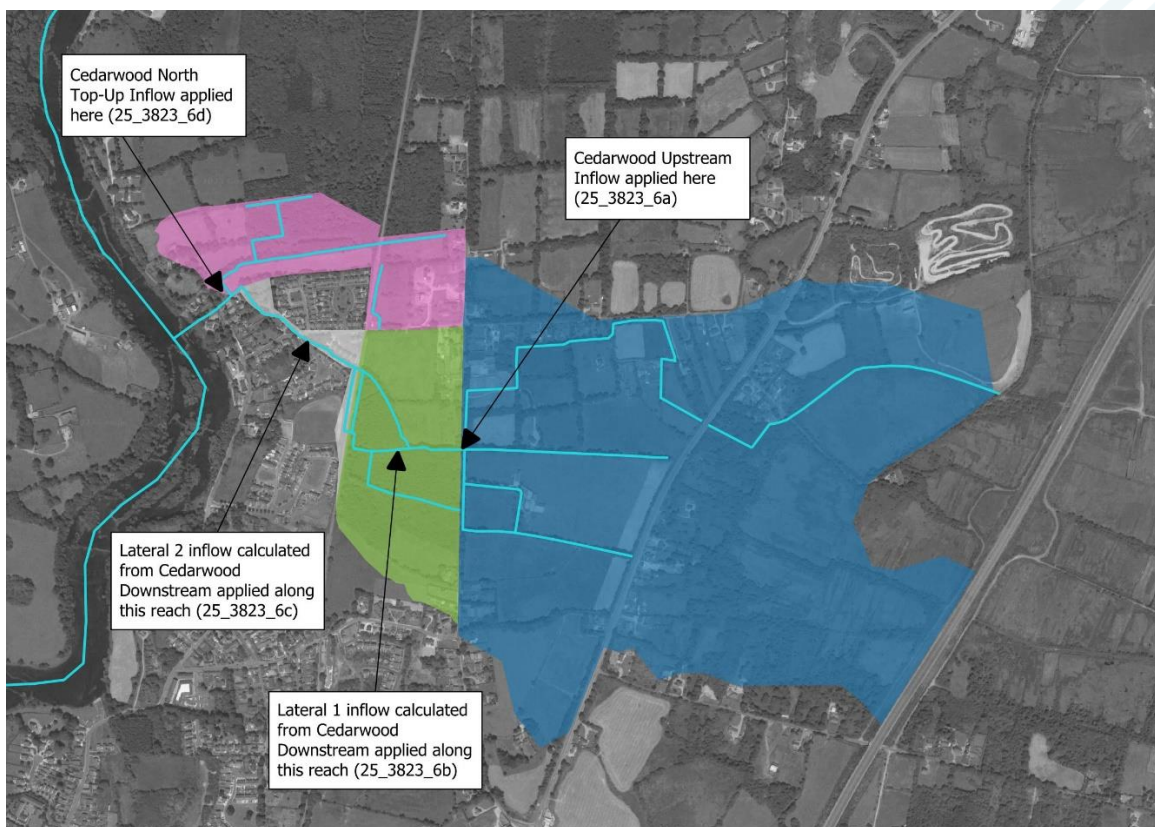 Cedarwood North
Top-Up Inflow applied
here (25_3823_6d)
Cedarwood Upstream
Inflow applied here
(25_3823_6a)
Lateral 2 inflow calculated
from Cedarwood
Downstream applied along
this reach (25_3823_6c)
Lateral 1 inflow calculated
from Cedarwood
Downstream applied along
this reach (25_3823_6b)